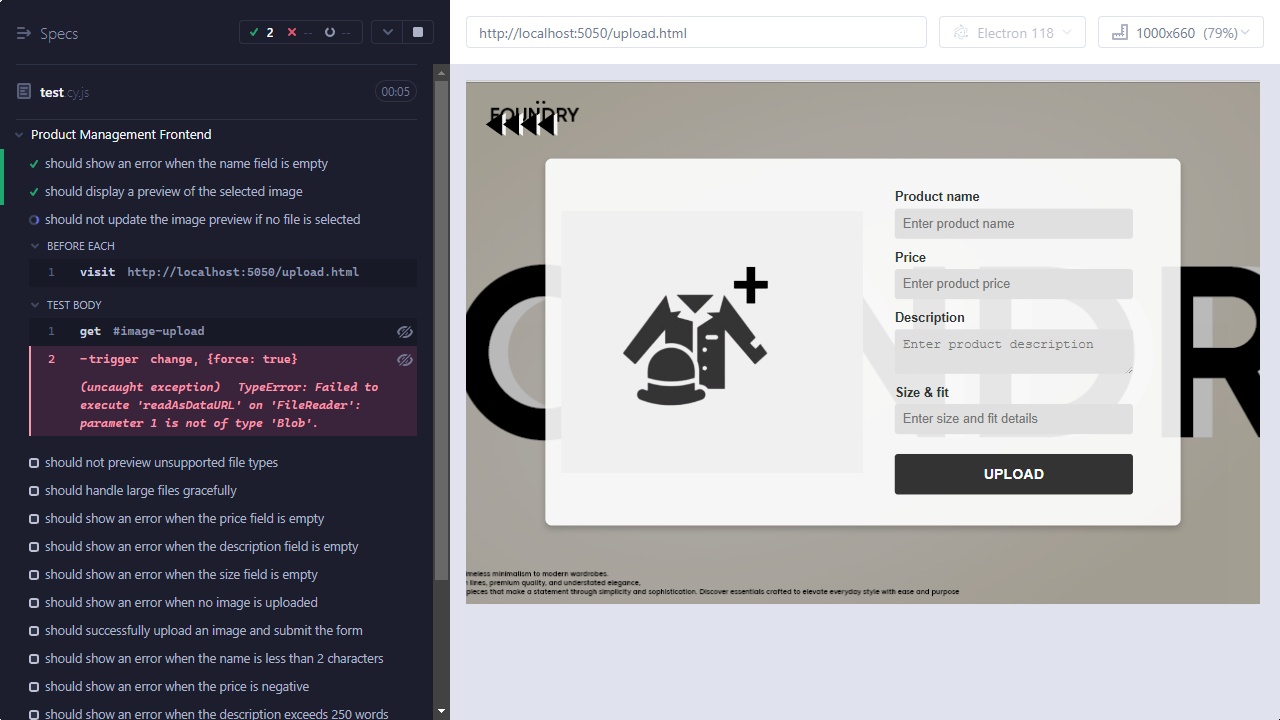 Specs
2 -- --
test cy.js
00:05
Product Management Frontend
should show an error when the name field is empty
should display a preview of the selected image
should not update the image preview if no file is selected
BEFORE EACH
1 visit http://localhost:5050/upload.html
TEST BODY
1 get #image-upload
2 -trigger change, {force: true}
(uncaught exception) TypeError: Failed to
execute 'readAsDataURL' on 'FileReader':
parameter 1 is not of type 'Blob'.
should not preview unsupported file types
should handle large files gracefully
should show an error when the price field is empty
should show an error when the description field is empty
should show an error when the size field is empty
should show an error when no image is uploaded
should successfully upload an image and submit the form
should show an error when the name is less than 2 characters
should show an error when the price is negative
should show an error when the description exceeds 250 words
http://localhost:5050/upload.html
Electron 118
1000x660 (79%)
FOUNDRY
Product name
Enter product name
Price
Enter product price
Description
Enter product description
Size & fit
Enter size and fit details
UPLOAD
meless minimalism to modern wardrobes.
lines, premium quality, and understated elegance,
pieces that make a statement through simplicity and sophistication. Discover essentials crafted to elevate everyday style with ease and purpose